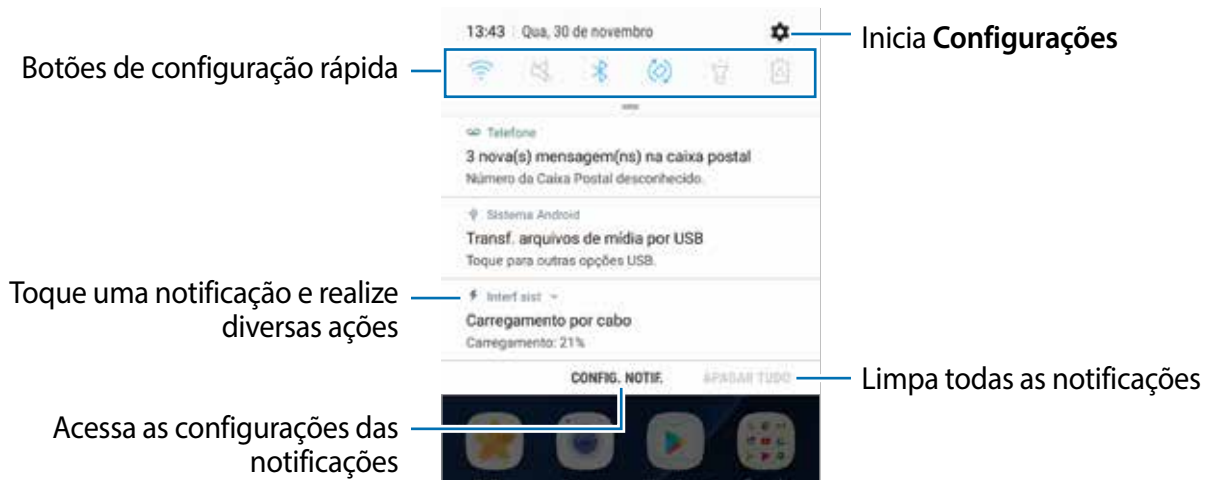 13:43 Qua, 30 de novembro
Inicia Configurações
Botões de configuração rápida
Telefone
3 nova(s) mensagem(ns) na caixa postal
Número da Caixa Postal desconhecido.
Sistema Android
Transf. arquivos de mídia por USB
Toque para outras opções USB.
Toque uma notificação e realize
diversas ações
Interf sist
Carregamento por cabo
Carregamento: 21%
CONFIG. NOTIF. APAGAR TUDO
Limpa todas as notificações
Acessa as configurações das
notificações